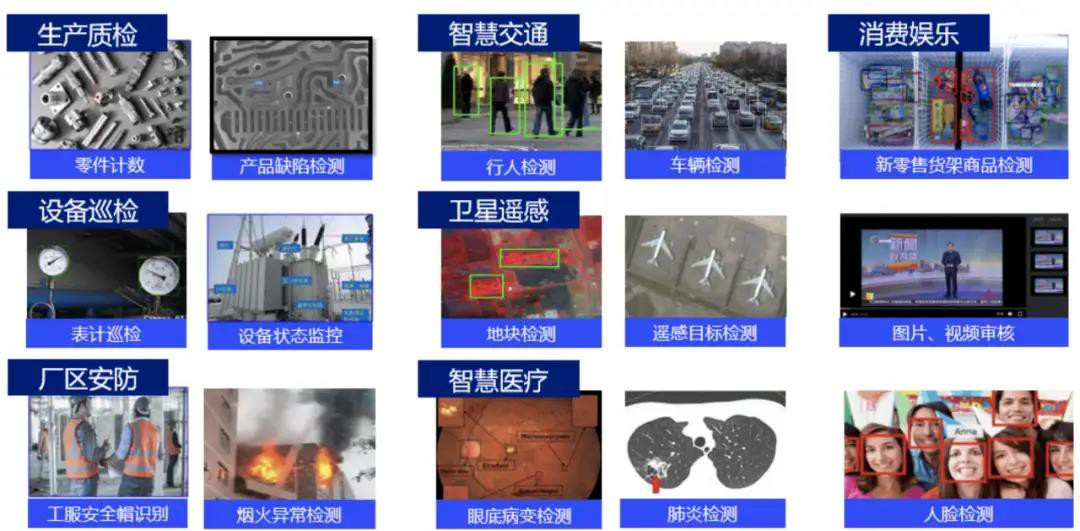 生产质检
零件计数
产品缺陷检测
智慧交通
行人检测
车辆检测
消费娱乐
新零售货架商品检测
设备巡检
表计巡检
设备状态监控
卫星遥感
地块检测
遥感目标检测
新闻
图片、视频审核
厂区安防
工服安全帽识别
烟火异常检测
智慧医疗
眼底病变检测
肺炎检测
Anna
人脸检测